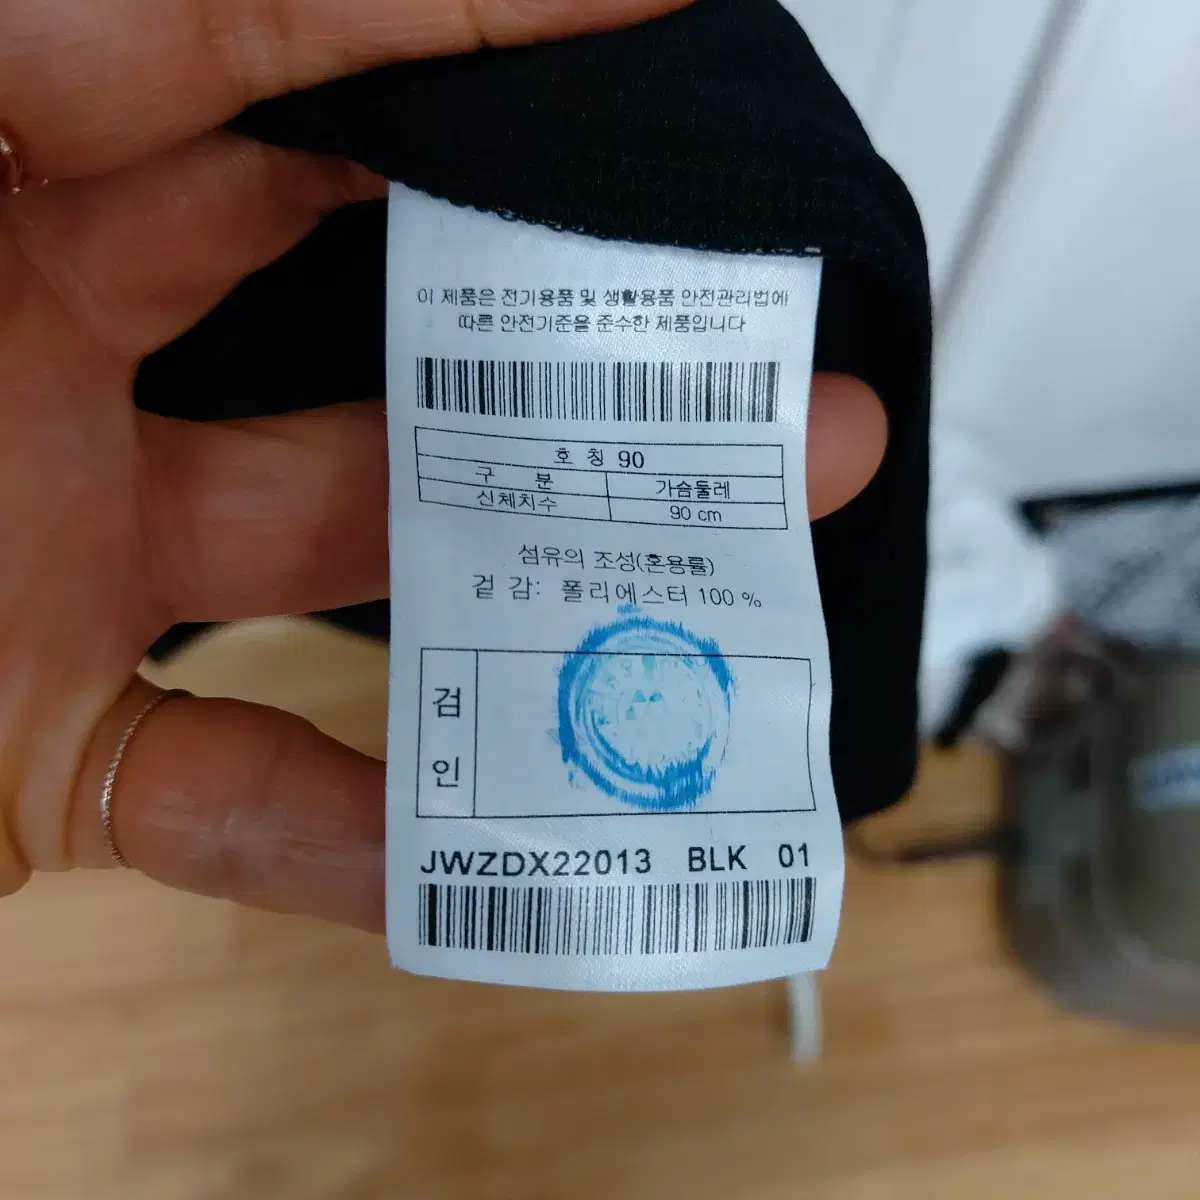 이 제품은 전기용품 및 생활용품 안전관리법에
따른 안전기준을 준수한 제품입니다
호 칭 90
구 분 가슴둘레
신체치수 90 cm
섬유의 조성(혼용률)
겉 감: 폴리에스터 100 %
검
인
JWZDX22013 BLK 01